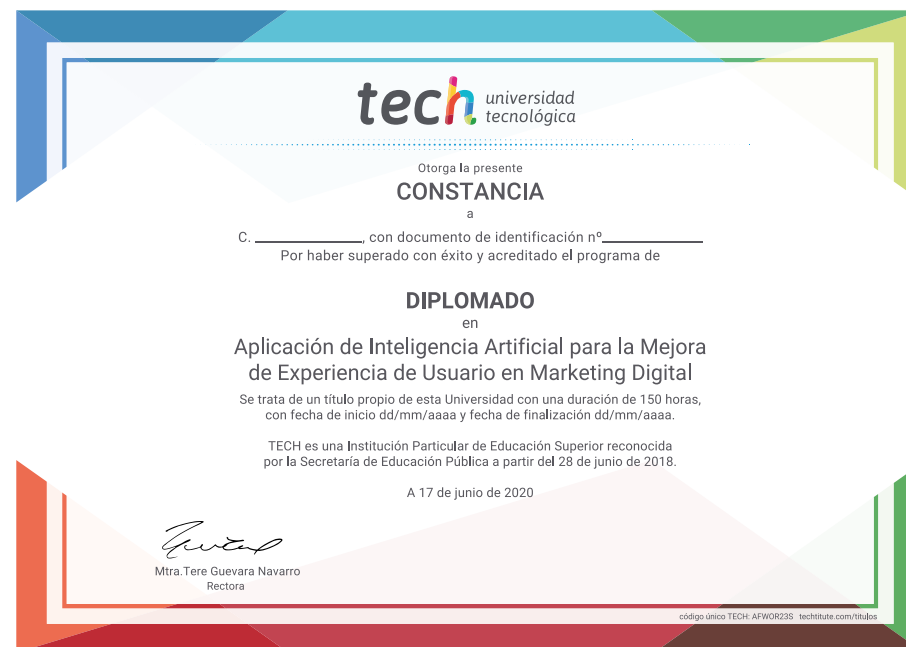 tech universidad
tecnológica
Otorga la presente
CONSTANCIA
a
C. ____________, con documento de identificación nº____________
Por haber superado con éxito y acreditado el programa de
DIPLOMADO
en
Aplicación de Inteligencia Artificial para la Mejora
de Experiencia de Usuario en Marketing Digital
Se trata de un título propio de esta Universidad con una duración de 150 horas,
con fecha de inicio dd/mm/aaaa y fecha de finalización dd/mm/aaaa.
TECH es una Institución Particular de Educación Superior reconocida
por la Secretaría de Educación Pública a partir del 28 de junio de 2018.
A 17 de junio de 2020
Mtra.Tere Guevara Navarro
Rectora
código único TECH: AFWOR23S techtitute.com/titulos